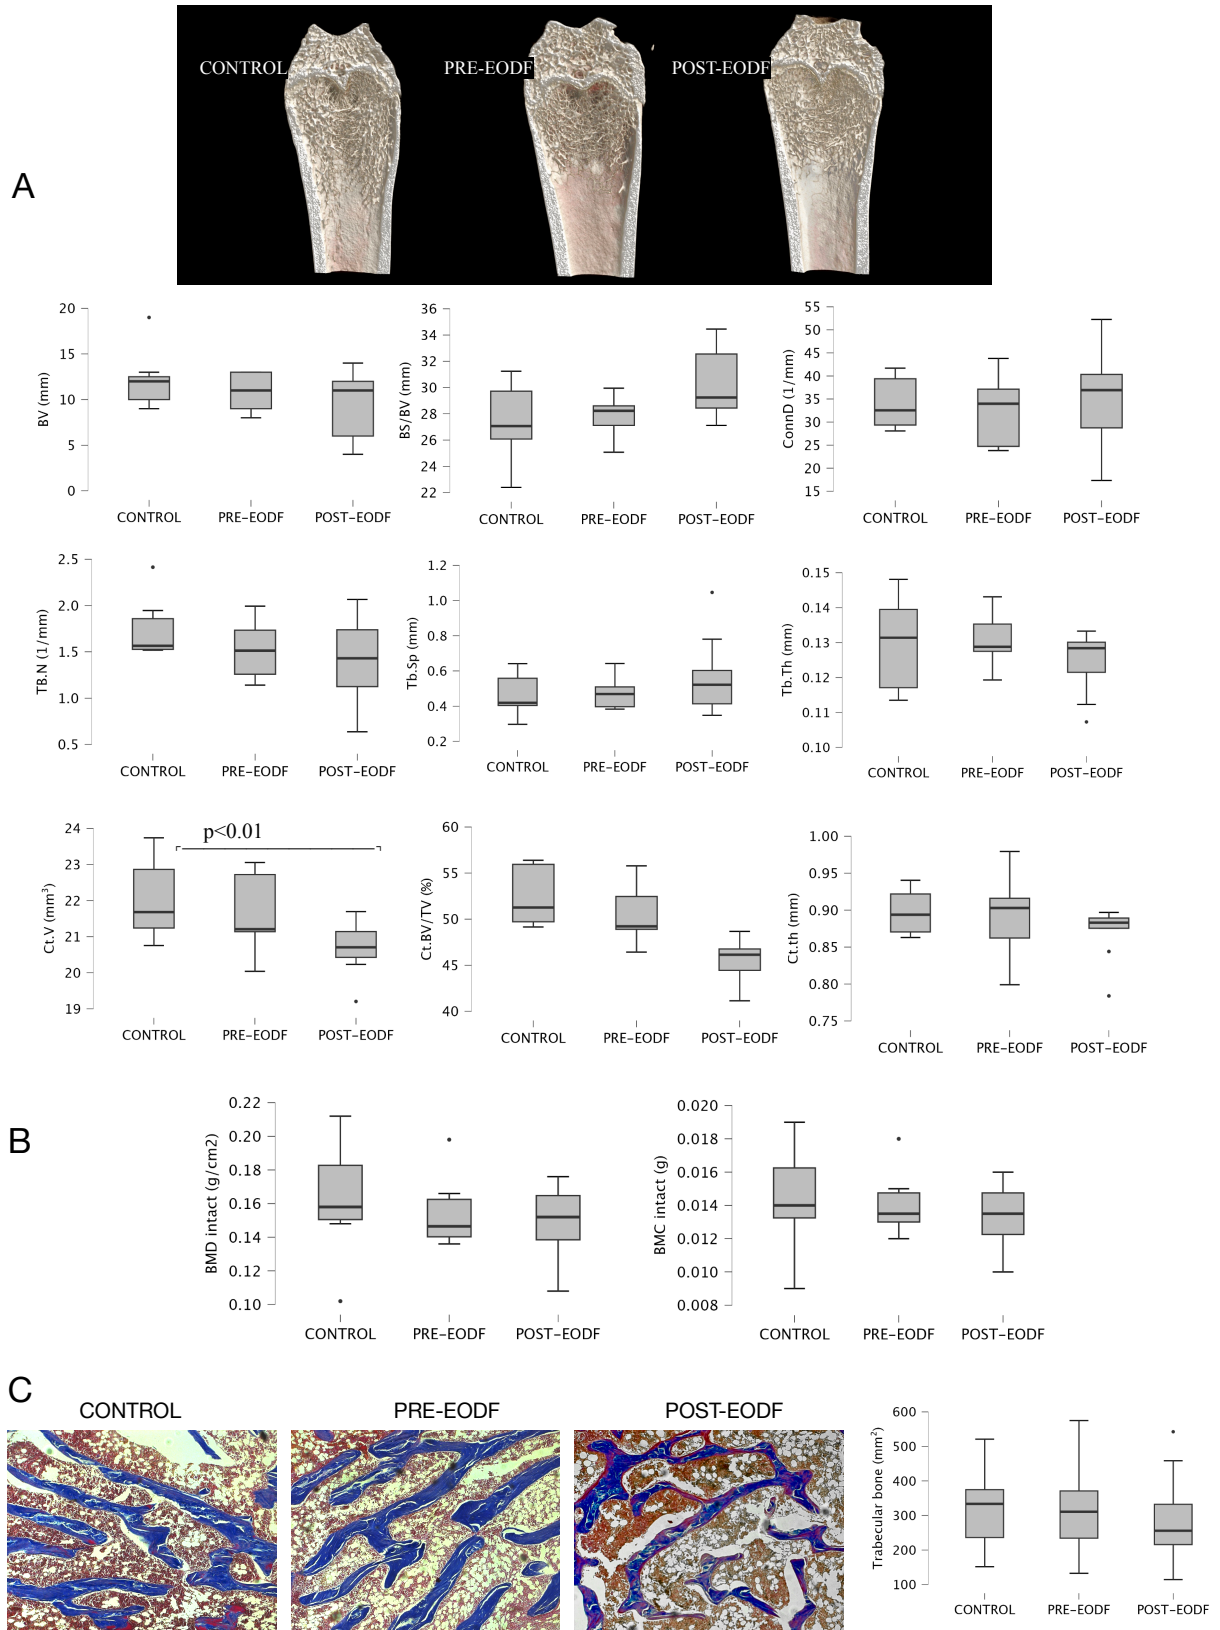 CONTROL PRE-EODF POST-EODF
A
20
15
10
5
0
BV (mm)
CONTROL PRE-EODF POST-EODF
36
34
32
30
28
26
24
22
BS/BV (mm)
CONTROL PRE-EODF POST-EODF
55
50
45
40
35
30
25
20
15
ConnD (1/mm)
CONTROL PRE-EODF POST-EODF
2.5
2.0
1.5
1.0
0.5
TB.N (1/mm)
CONTROL PRE-EODF POST-EODF
1.2
1.0
0.8
0.6
0.4
0.2
Tb.Sp (mm)
CONTROL PRE-EODF POST-EODF
0.15
0.14
0.13
0.12
0.11
0.10
Tb.Th (mm)
CONTROL PRE-EODF POST-EODF
24
23
22
21
20
19
Ct.V (mm³)
p<0.01
CONTROL PRE-EODF POST-EODF
60
55
50
45
40
Ct.BV/TV (%)
CONTROL PRE-EODF POST-EODF
1.00
0.95
0.90
0.85
0.80
0.75
Ct.th (mm)
CONTROL PRE-EODF POST-EODF
B
0.22
0.20
0.18
0.16
0.14
0.12
0.10
BMD intact (g/cm2)
CONTROL PRE-EODF POST-EODF
0.020
0.018
0.016
0.014
0.012
0.010
0.008
BMC intact (g)
CONTROL PRE-EODF POST-EODF
C
CONTROL PRE-EODF POST-EODF
600
500
400
300
200
100
Trabecular bone (mm²)
CONTROL PRE-EODF POST-EODF